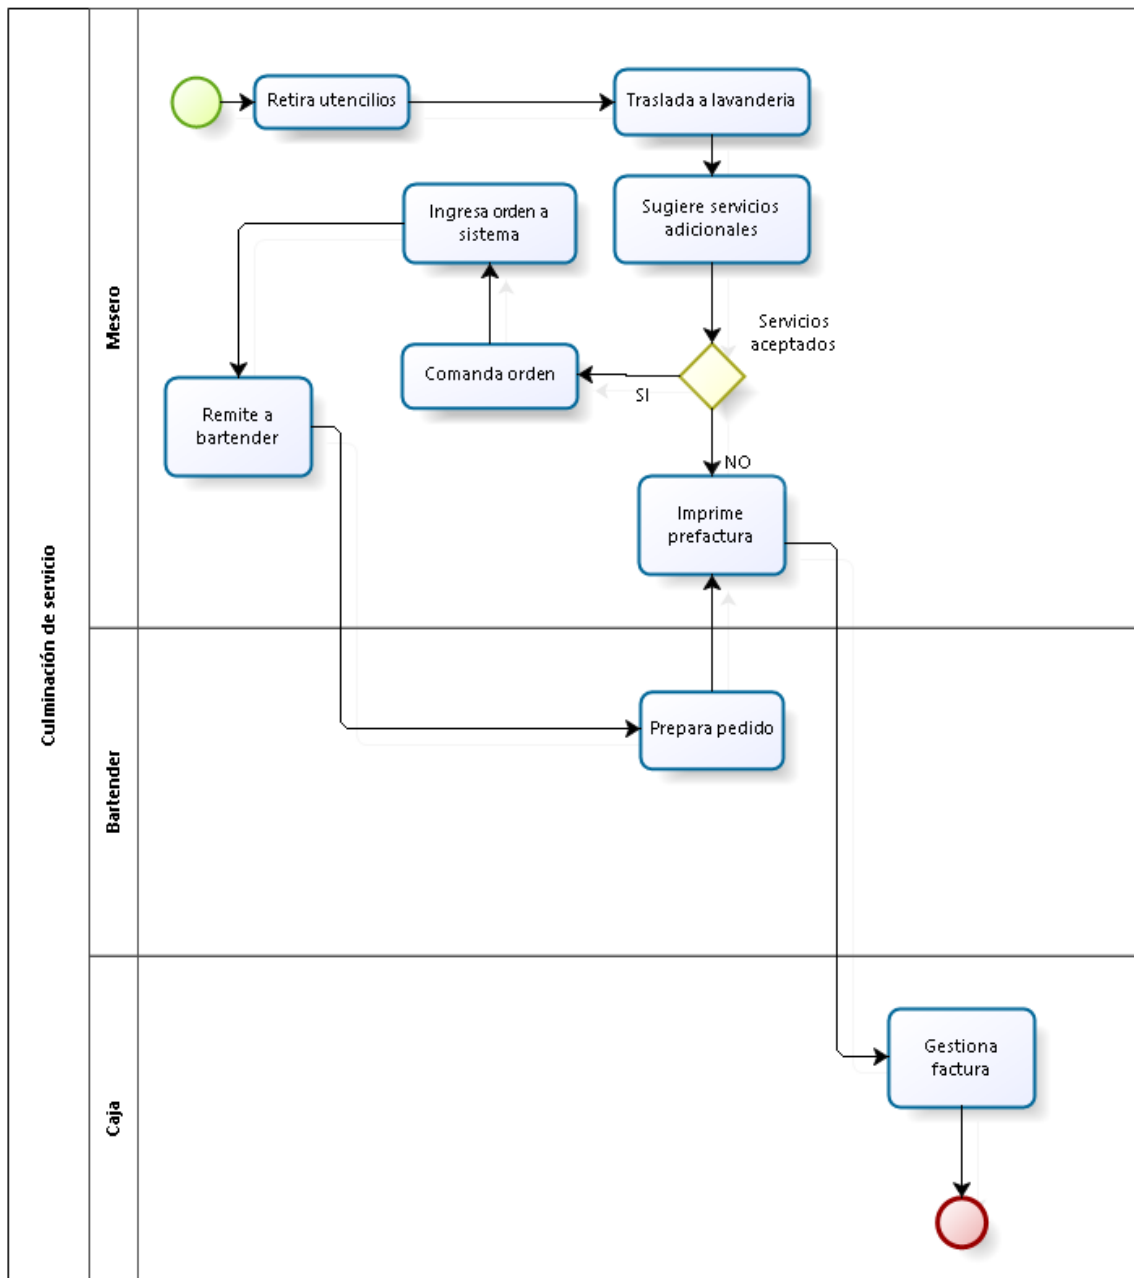 Culminación de servicio
Mesero
Retira utencilios
Traslada a lavanderia
Sugiere servicios
adicionales
Ingresa orden a
sistema
Servicios
aceptados
Comanda orden
SI
Remite a
bartender
NO
Imprime
prefactura
Bartender
Prepara pedido
Caja
Gestiona
factura